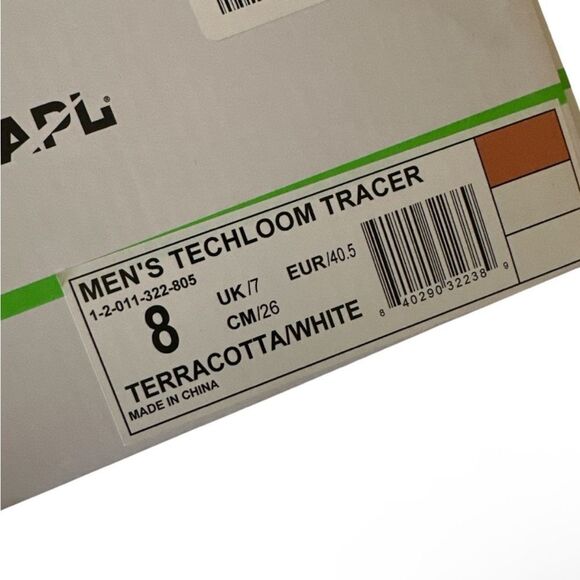 APL
MEN'S TECHLOOM TRACER
1-2-011-322-805
8
UK/7
EUR/40.5
CM/26
TERRACOTTA/WHITE
MADE IN CHINA
8 40290 32238 9